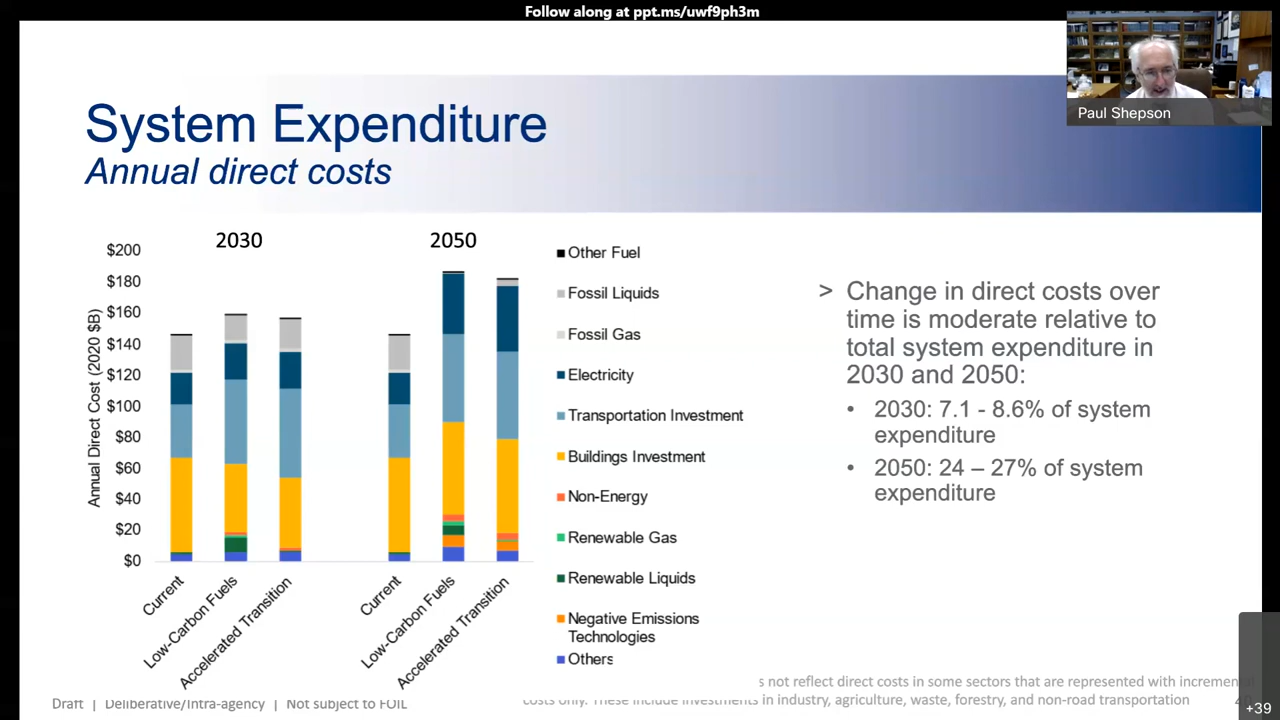 Follow along at ppt.ms/uwf9ph3m
Paul Shepson
System Expenditure
Annual direct costs
2030
2050
Annual Direct Cost (2020 $B)
$200
$180
$160
$140
$120
$100
$80
$60
$40
$20
$0
Current
Low-Carbon Fuels
Accelerated Transition
Current
Low-Carbon Fuels
Accelerated Transition
Other Fuel
Fossil Liquids
Fossil Gas
Electricity
Transportation Investment
Buildings Investment
Non-Energy
Renewable Gas
Renewable Liquids
Negative Emissions
Technologies
Others
> Change in direct costs over
time is moderate relative to
total system expenditure in
2030 and 2050:
• 2030: 7.1 - 8.6% of system
expenditure
• 2050: 24 – 27% of system
expenditure
s not reflect direct costs in some sectors that are represented with increment
costs only. These include investments in industry, agriculture, waste, forestry, and non-road transportation
Draft | Deliberative/Intra-agency | Not subject to FOIL
+39